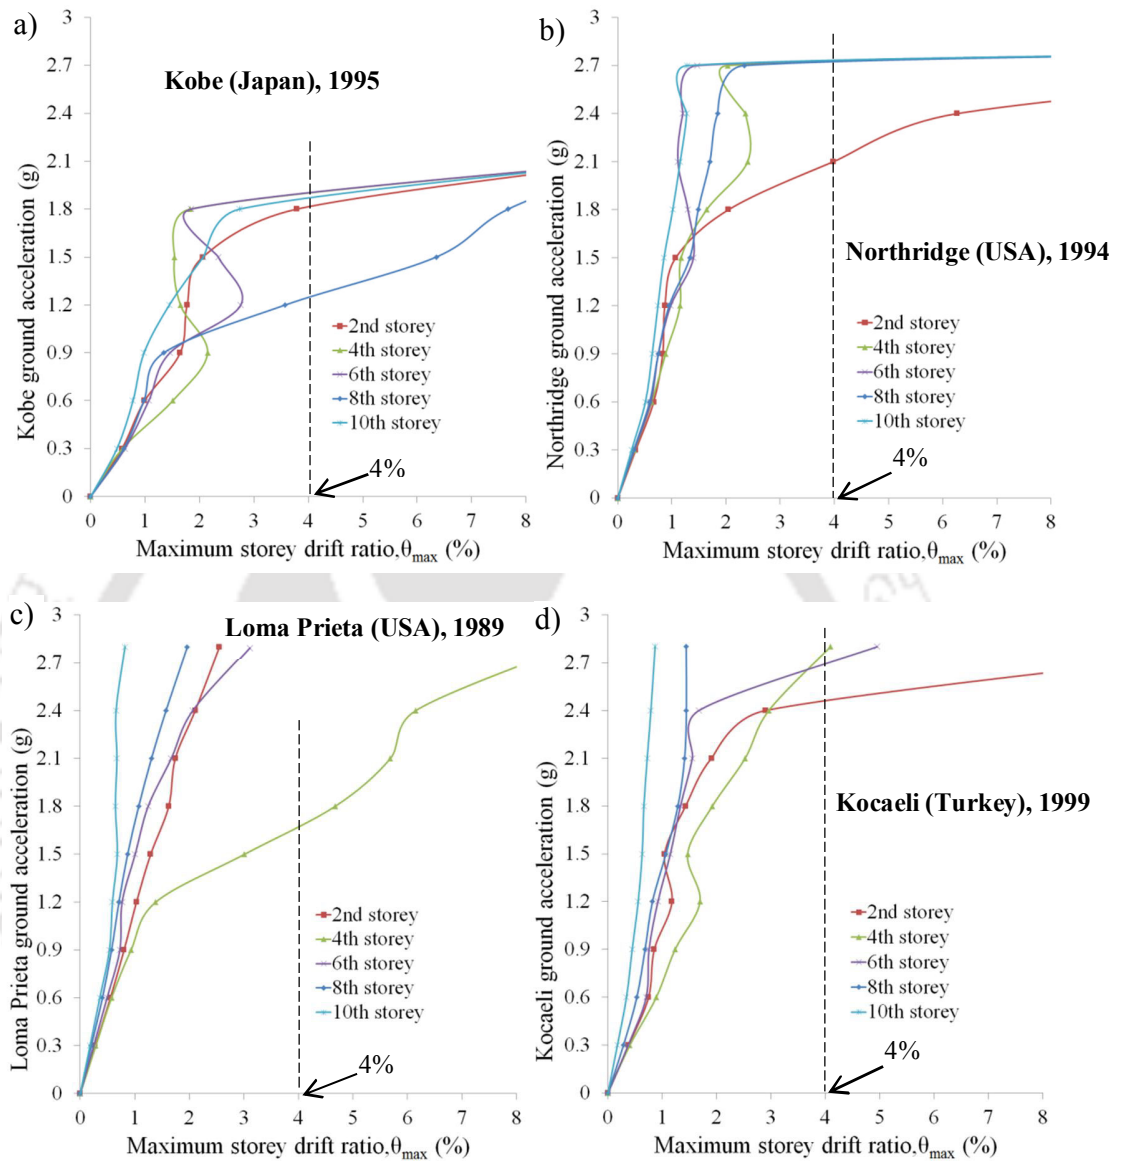 a)
Kobe (Japan), 1995
Kobe ground acceleration (g)
3
2.7
2.4
2.1
1.8
1.5
1.2
0.9
0.6
0.3
0
2nd storey
4th storey
6th storey
8th storey
10th storey
4%
0 1 2 3 4 5 6 7 8
Maximum storey drift ratio,θmax (%)
b)
Northridge (USA), 1994
Northridge ground acceleration (g)
3
2.7
2.4
2.1
1.8
1.5
1.2
0.9
0.6
0.3
0
2nd storey
4th storey
6th storey
8th storey
10th storey
4%
0 1 2 3 4 5 6 7 8
Maximum storey drift ratio,θmax (%)
c)
Loma Prieta (USA), 1989
Loma Prieta ground acceleration (g)
3
2.7
2.4
2.1
1.8
1.5
1.2
0.9
0.6
0.3
0
2nd storey
4th storey
6th storey
8th storey
10th storey
4%
0 1 2 3 4 5 6 7 8
Maximum storey drift ratio,θmax (%)
d)
Kocaeli (Turkey), 1999
Kocaeli ground acceleration (g)
3
2.7
2.4
2.1
1.8
1.5
1.2
0.9
0.6
0.3
0
2nd storey
4th storey
6th storey
8th storey
10th storey
4%
0 1 2 3 4 5 6 7 8
Maximum storey drift ratio,θmax (%)